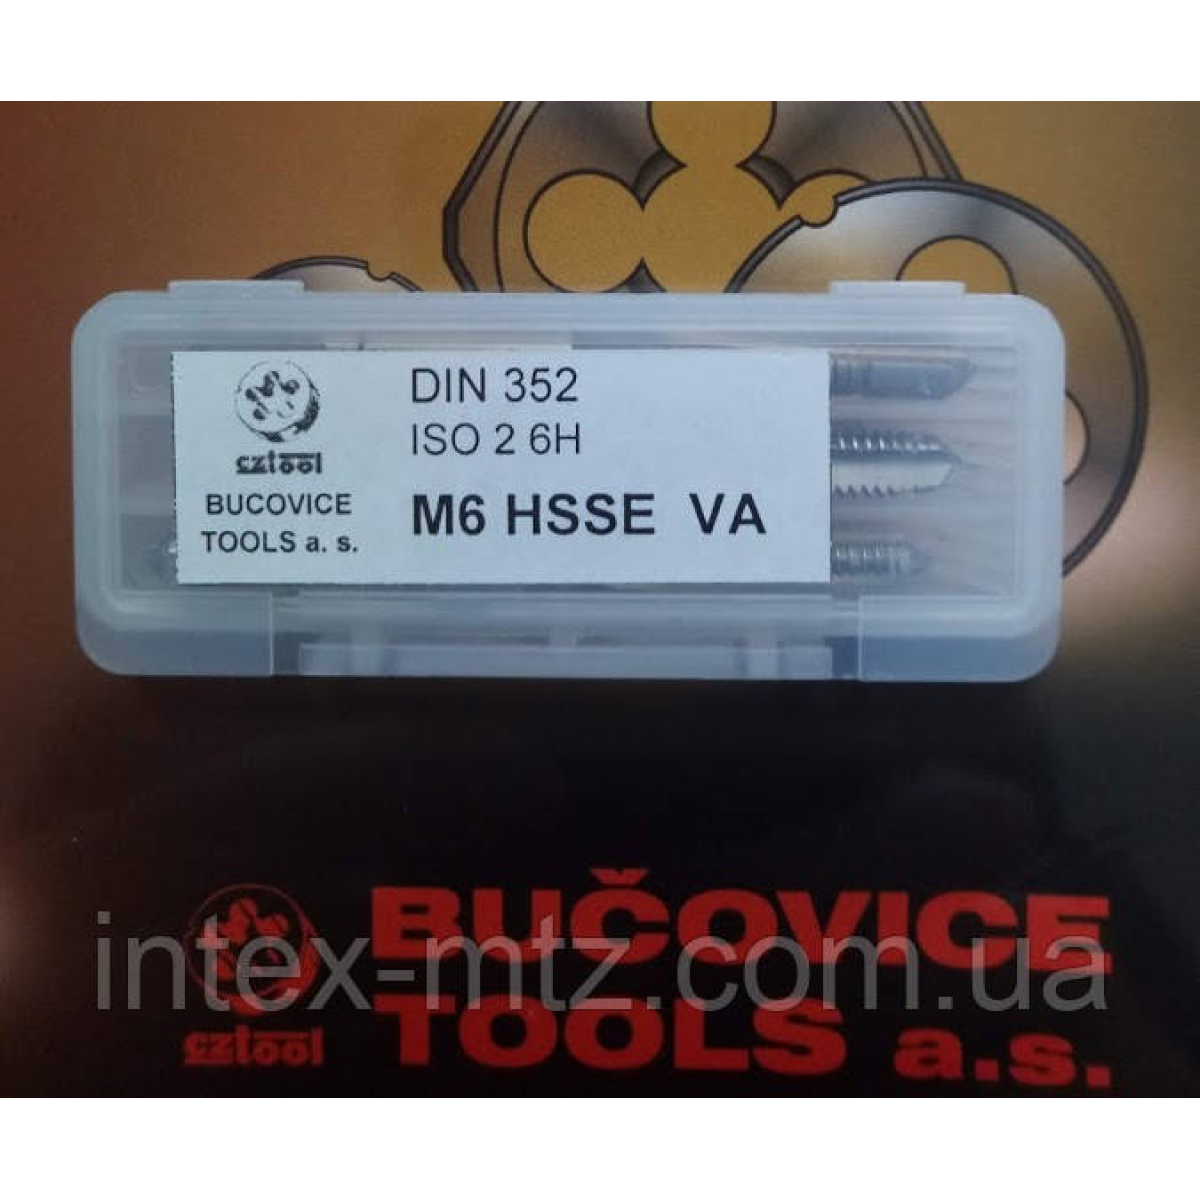 DIN 352
ISO 2 6H
M6 HSSE VA
cztool
BUCOVICE
TOOLS a. s.
BUČOVICE
TOOLS a.s.
cztool
intex-mtz.com.ua